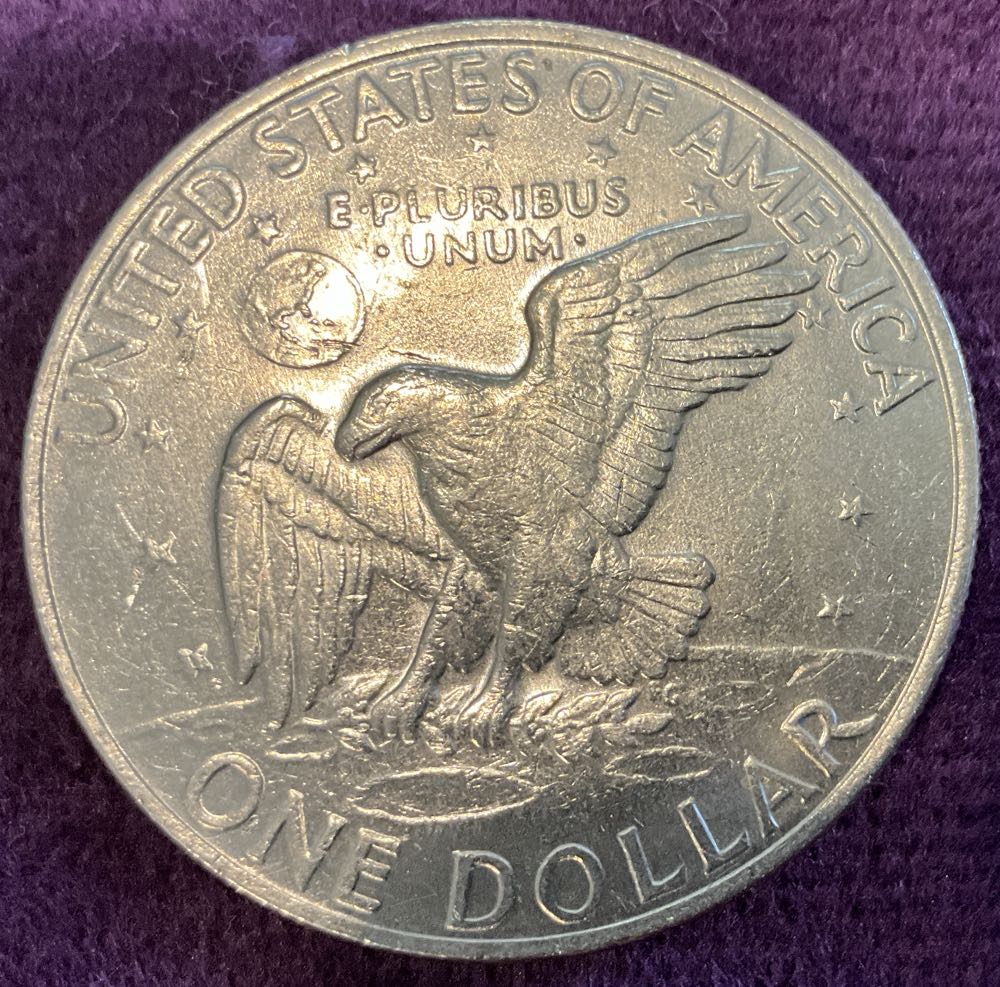 UNITED STATES OF AMERICA
E·PLURIBUS
·UNUM·
ONE DOLLAR